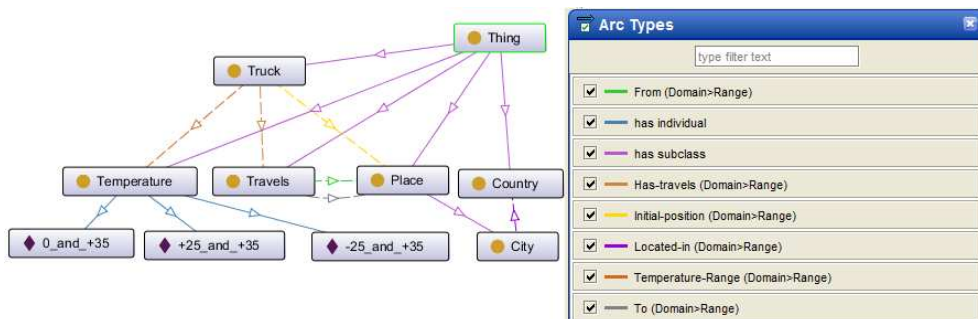 Thing
Truck
Temperature
Travels
Place
Country
0_and_+35
+25_and_+35
-25_and_+35
City
Arc Types
type filter text
From (Domain>Range)
has individual
has subclass
Has-travels (Domain>Range)
Initial-position (Domain>Range)
Located-in (Domain>Range)
Temperature-Range (Domain>Range)
To (Domain>Range)